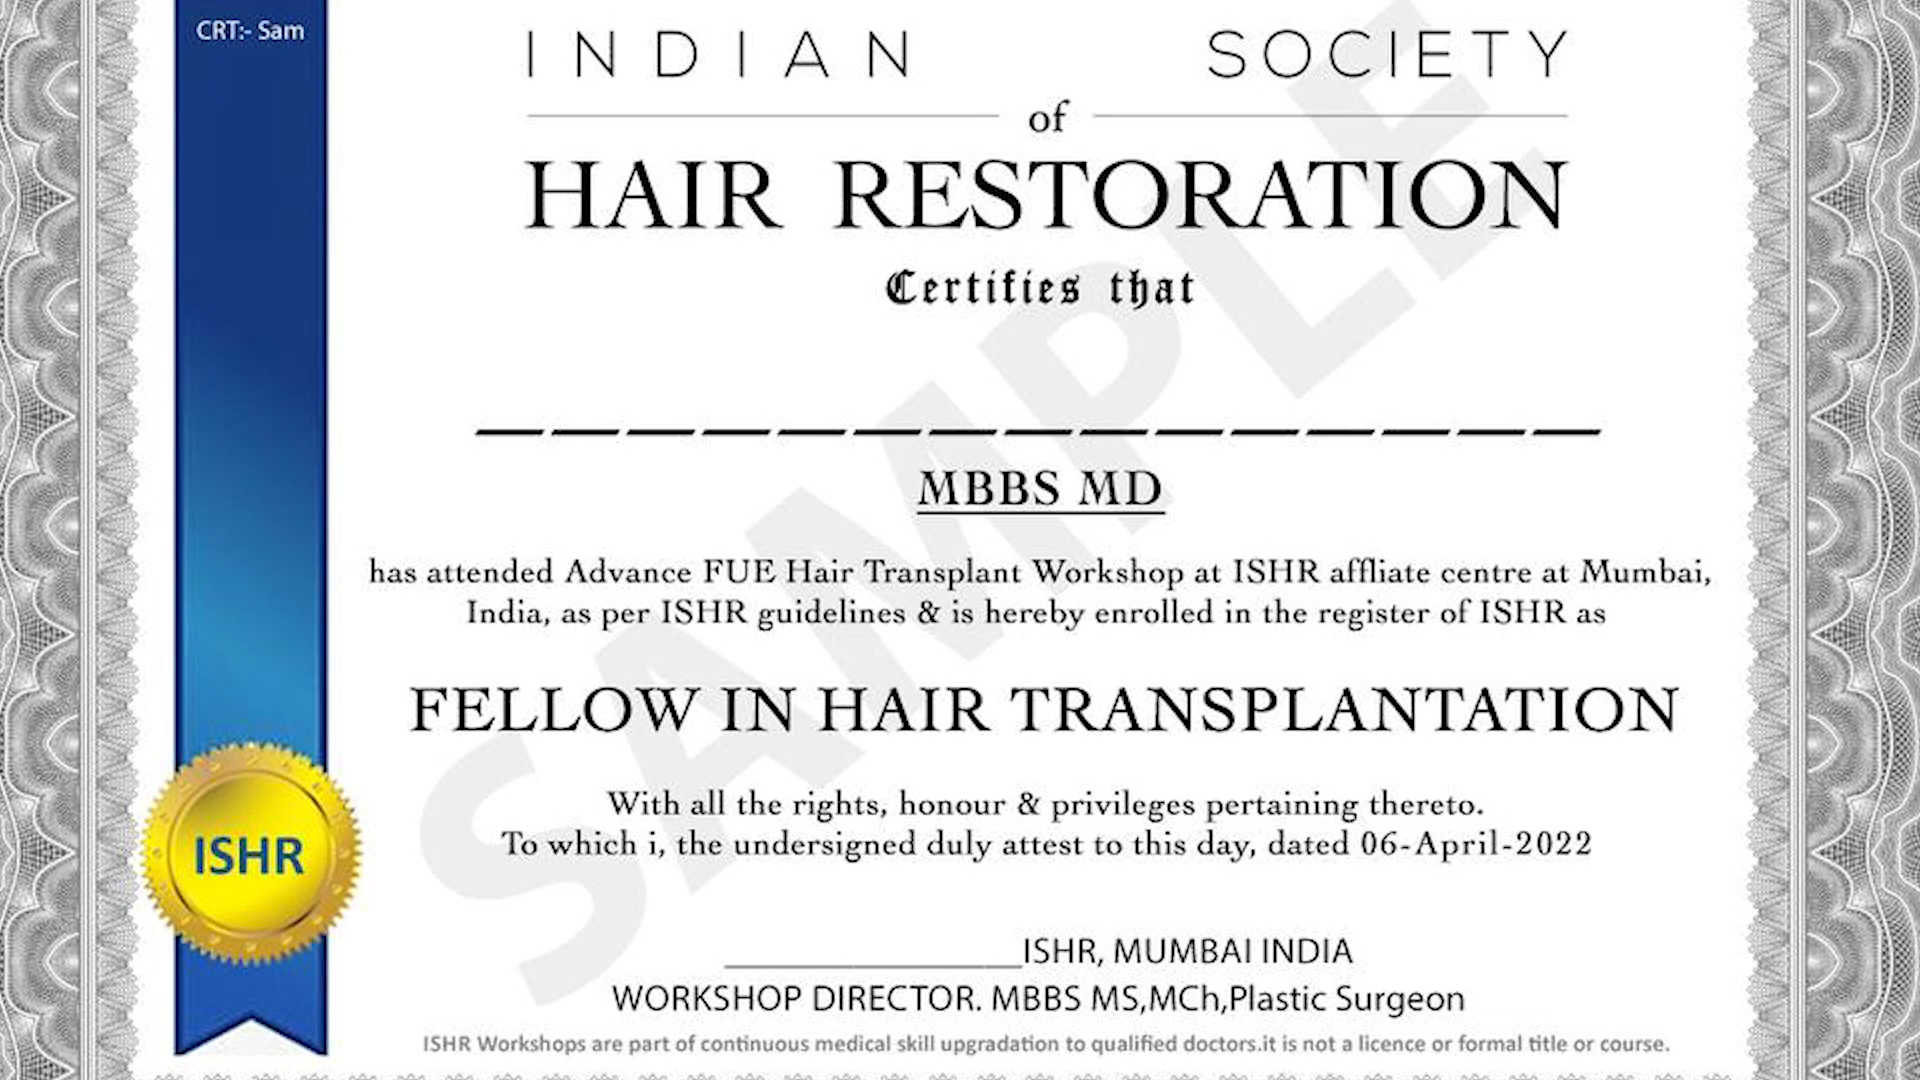 CRT:- Sam
INDIAN SOCIETY
of
HAIR RESTORATION
Certifies that
MBBS MD
has attended Advance FUE Hair Transplant Workshop at ISHR affliate centre at Mumbai,
India, as per ISHR guidelines & is hereby enrolled in the register of ISHR as
FELLOW IN HAIR TRANSPLANTATION
With all the rights, honour & privileges pertaining thereto.
To which i, the undersigned duly attest to this day, dated 06-April-2022
ISHR
ISHR, MUMBAI INDIA
WORKSHOP DIRECTOR. MBBS MS,MCh,Plastic Surgeon
ISHR Workshops are part of continuous medical skill upgradation to qualified doctors.it is not a licence or formal title or course.
SAMPLE